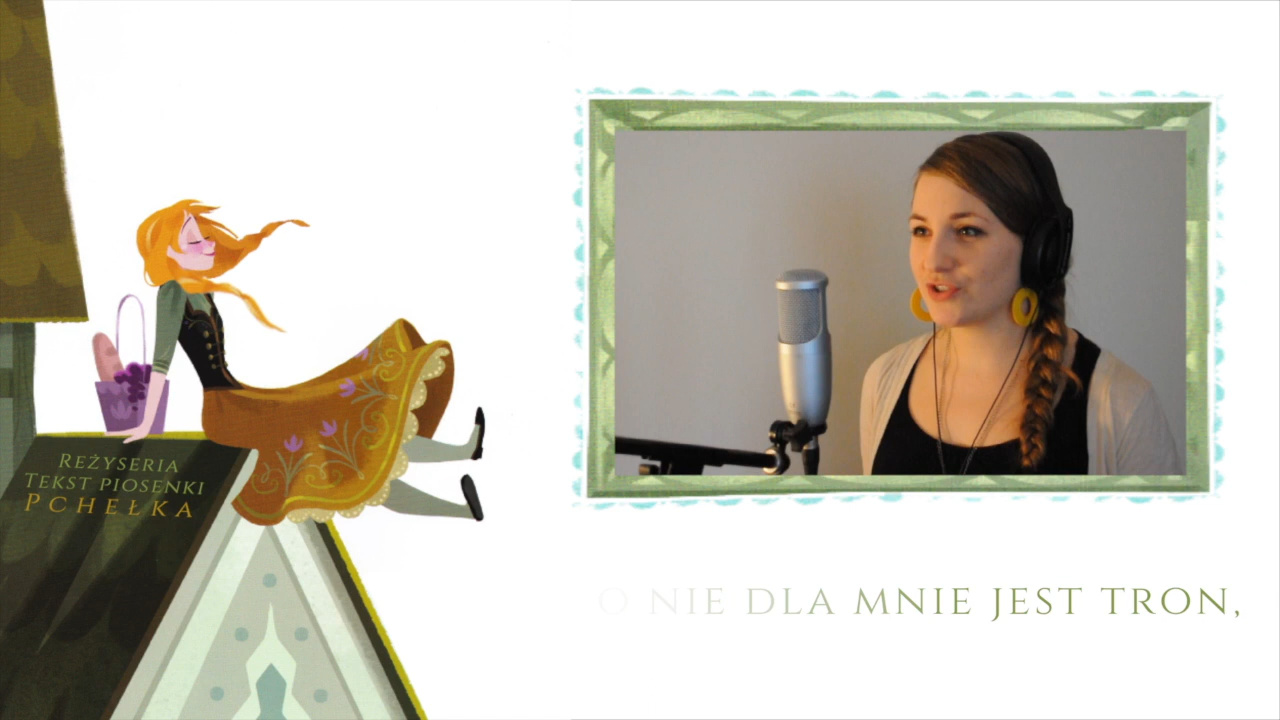 REŻYSERIA
TEKST PIOSENKI
PCHEŁKA
O NIE DLA MNIE JEST TRON,